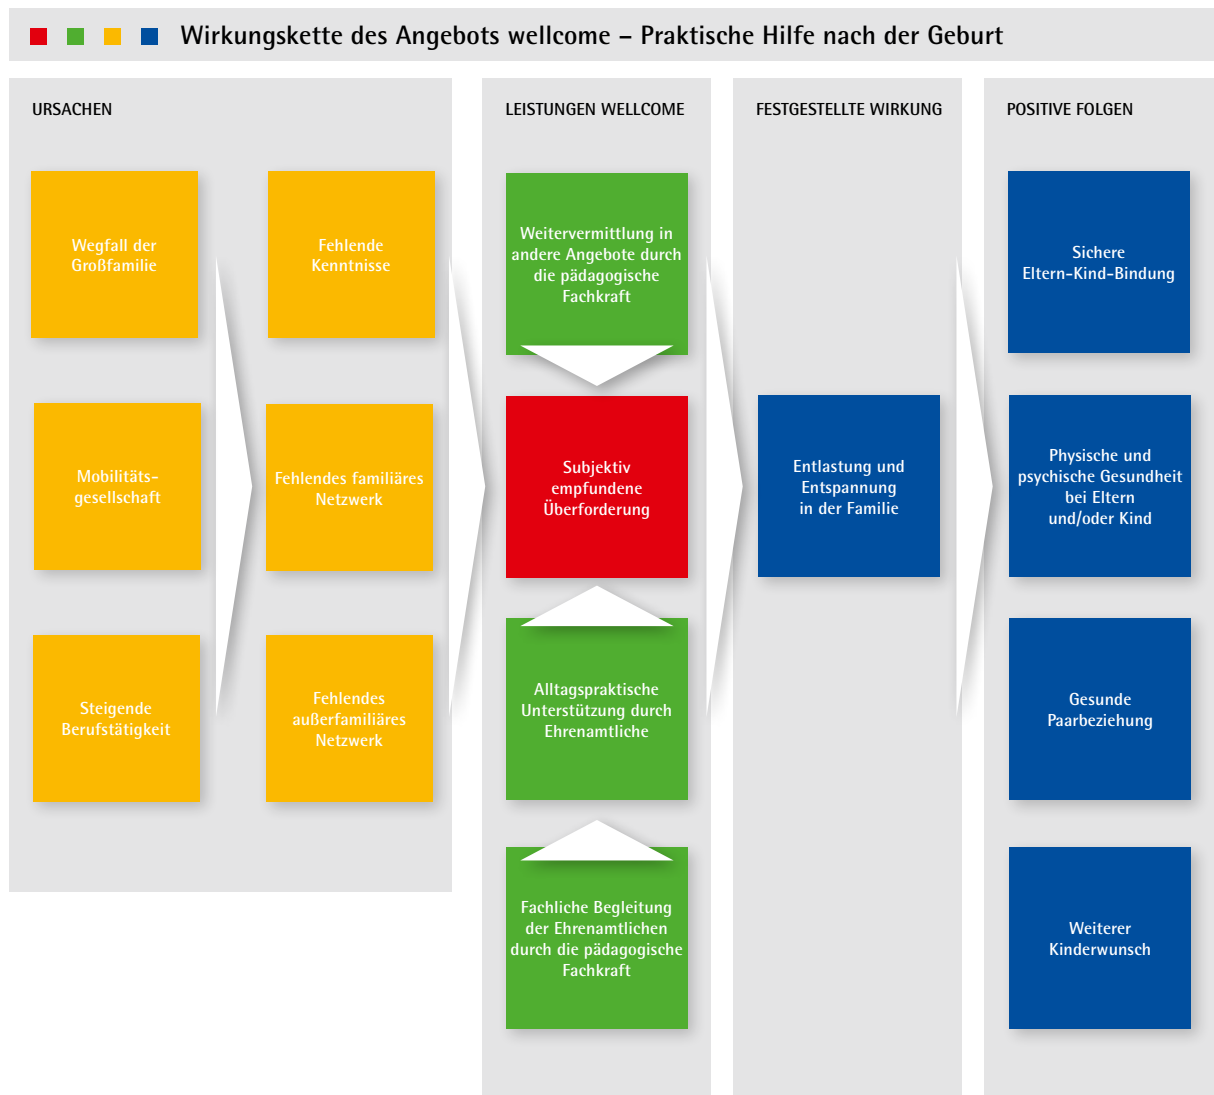 Wirkungskette des Angebots wellcome – Praktische Hilfe nach der Geburt
URSACHEN
Wegfall der
Großfamilie
Mobilitäts-
gesellschaft
Steigende
Berufstätigkeit
Fehlende
Kenntnisse
Fehlendes familiäres
Netzwerk
Fehlendes
außerfamiliäres
Netzwerk
LEISTUNGEN WELLCOME
Weitervermittlung in
andere Angebote durch
die pädagogische
Fachkraft
Subjektiv
empfundene
Überforderung
Alltagspraktische
Unterstützung durch
Ehrenamtliche
Fachliche Begleitung
der Ehrenamtlichen
durch die pädagogische
Fachkraft
FESTGESTELLTE WIRKUNG
Entlastung und
Entspannung
in der Familie
POSITIVE FOLGEN
Sichere
Eltern-Kind-Bindung
Physische und
psychische Gesundheit
bei Eltern
und/oder Kind
Gesunde
Paarbeziehung
Weiterer
Kinderwunsch